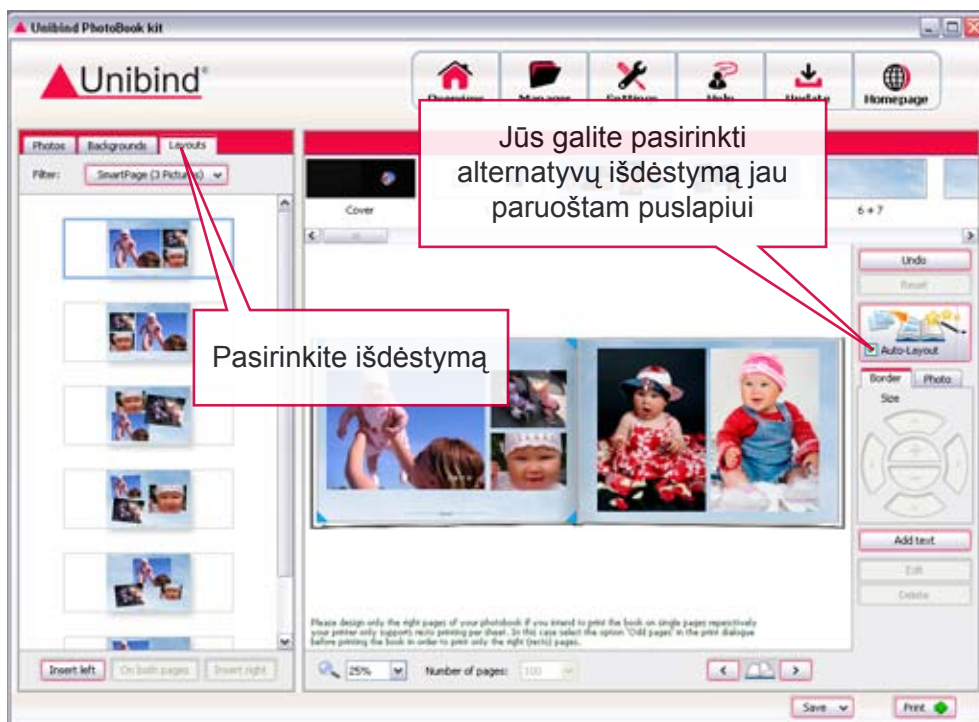 Unibind PhotoBook kit
Unibind®
Overview Manager Settings Help Update Homepage
Photos Backgrounds Layouts
Filter: SmartPage (3 Pictures)
Jūs galite pasirinkti
alternatyvų išdėstymą jau
paruoštam puslapiui
Cover
6 + 7
Undo
Reset
Auto-Layout
Pasirinkite išdėstymą
Border Photo
Size
Add text
Edit
Delete
Please design only the right pages of your photobook if you intend to print the book on single pages respectively
your printer only supports recto printing per sheet. In this case select the option "Odd pages" in the print dialogue
before printing the book in order to print only the right (recto) pages.
Insert left On both pages Insert right
25% Number of pages: 100
Save Print